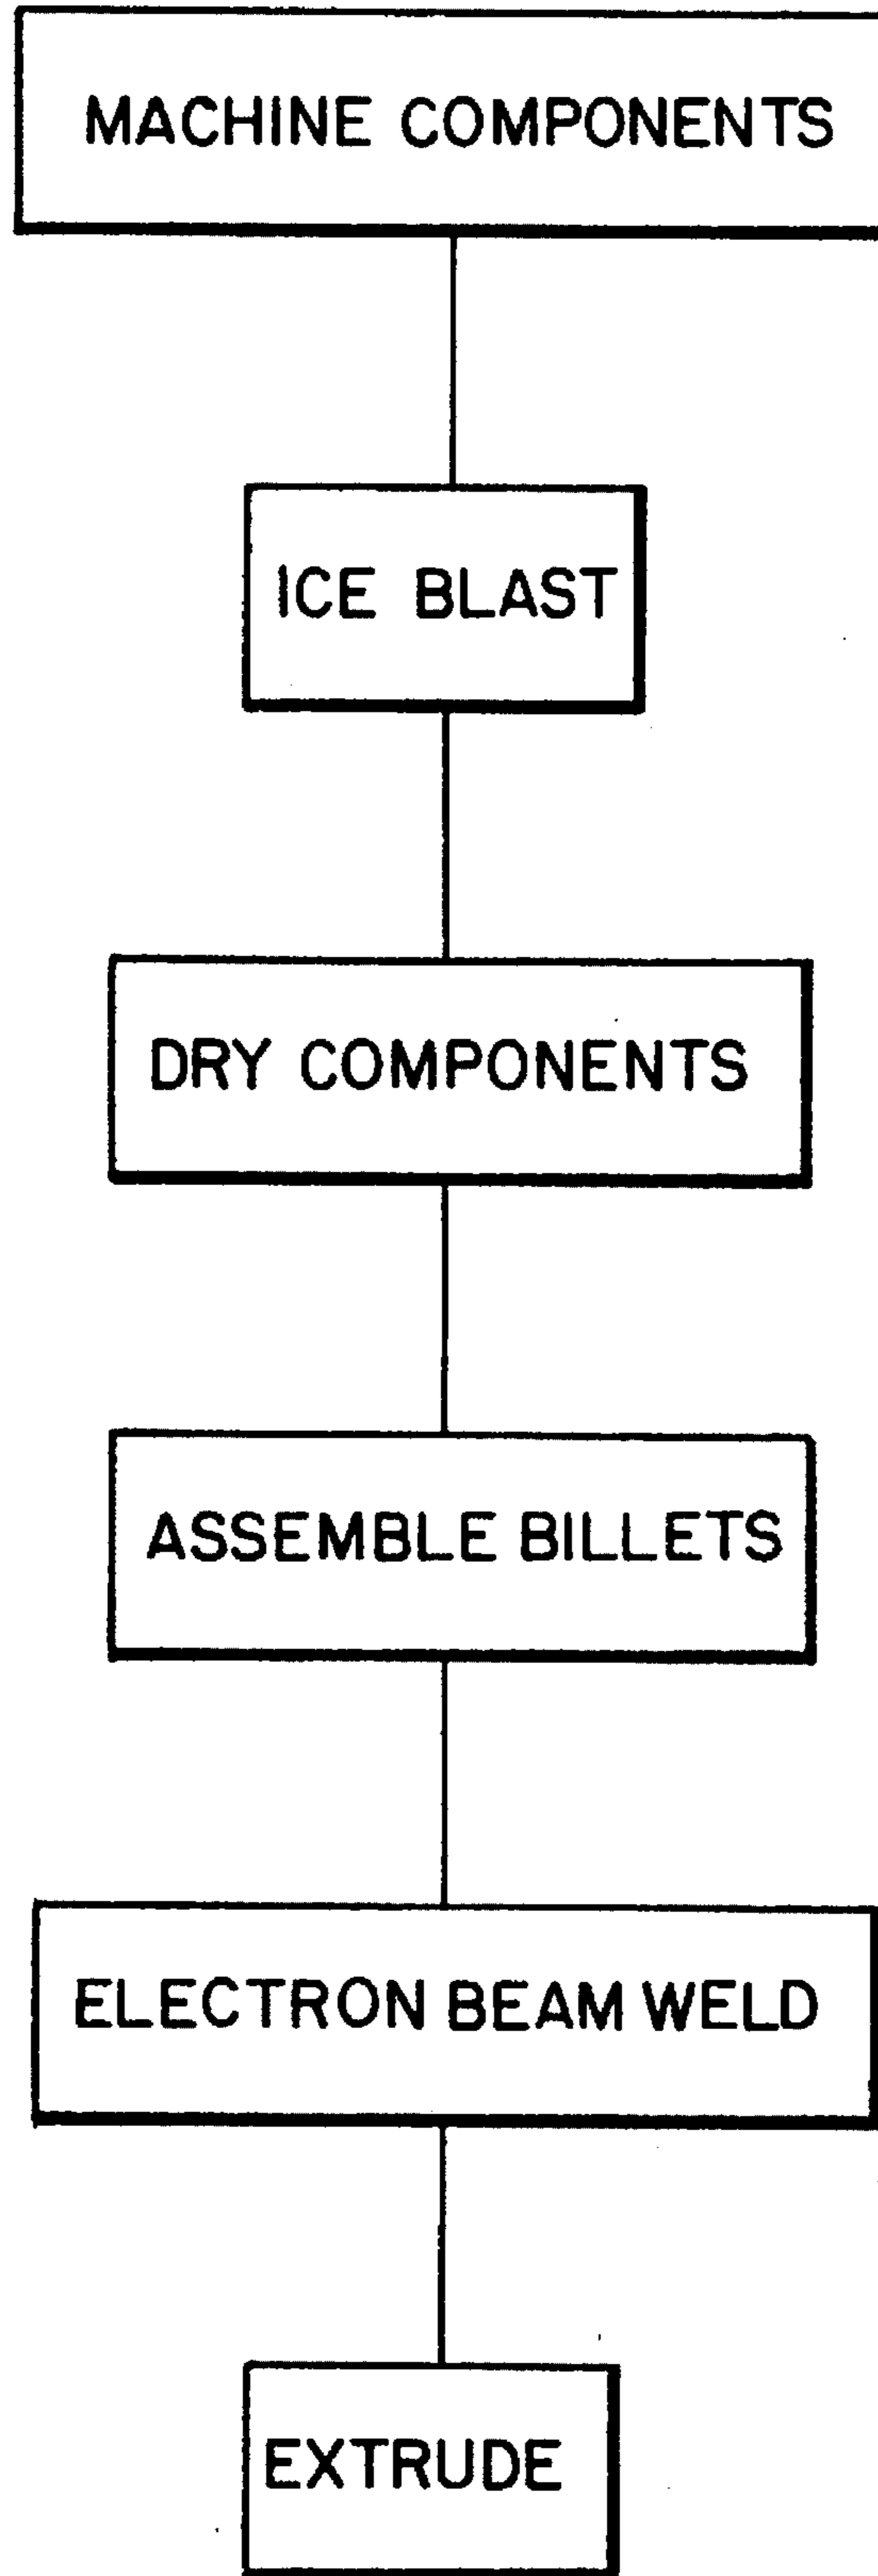 MACHINE COMPONENTS
ICE BLAST
DRY COMPONENTS
ASSEMBLE BILLETS
ELECTRON BEAM WELD
EXTRUDE